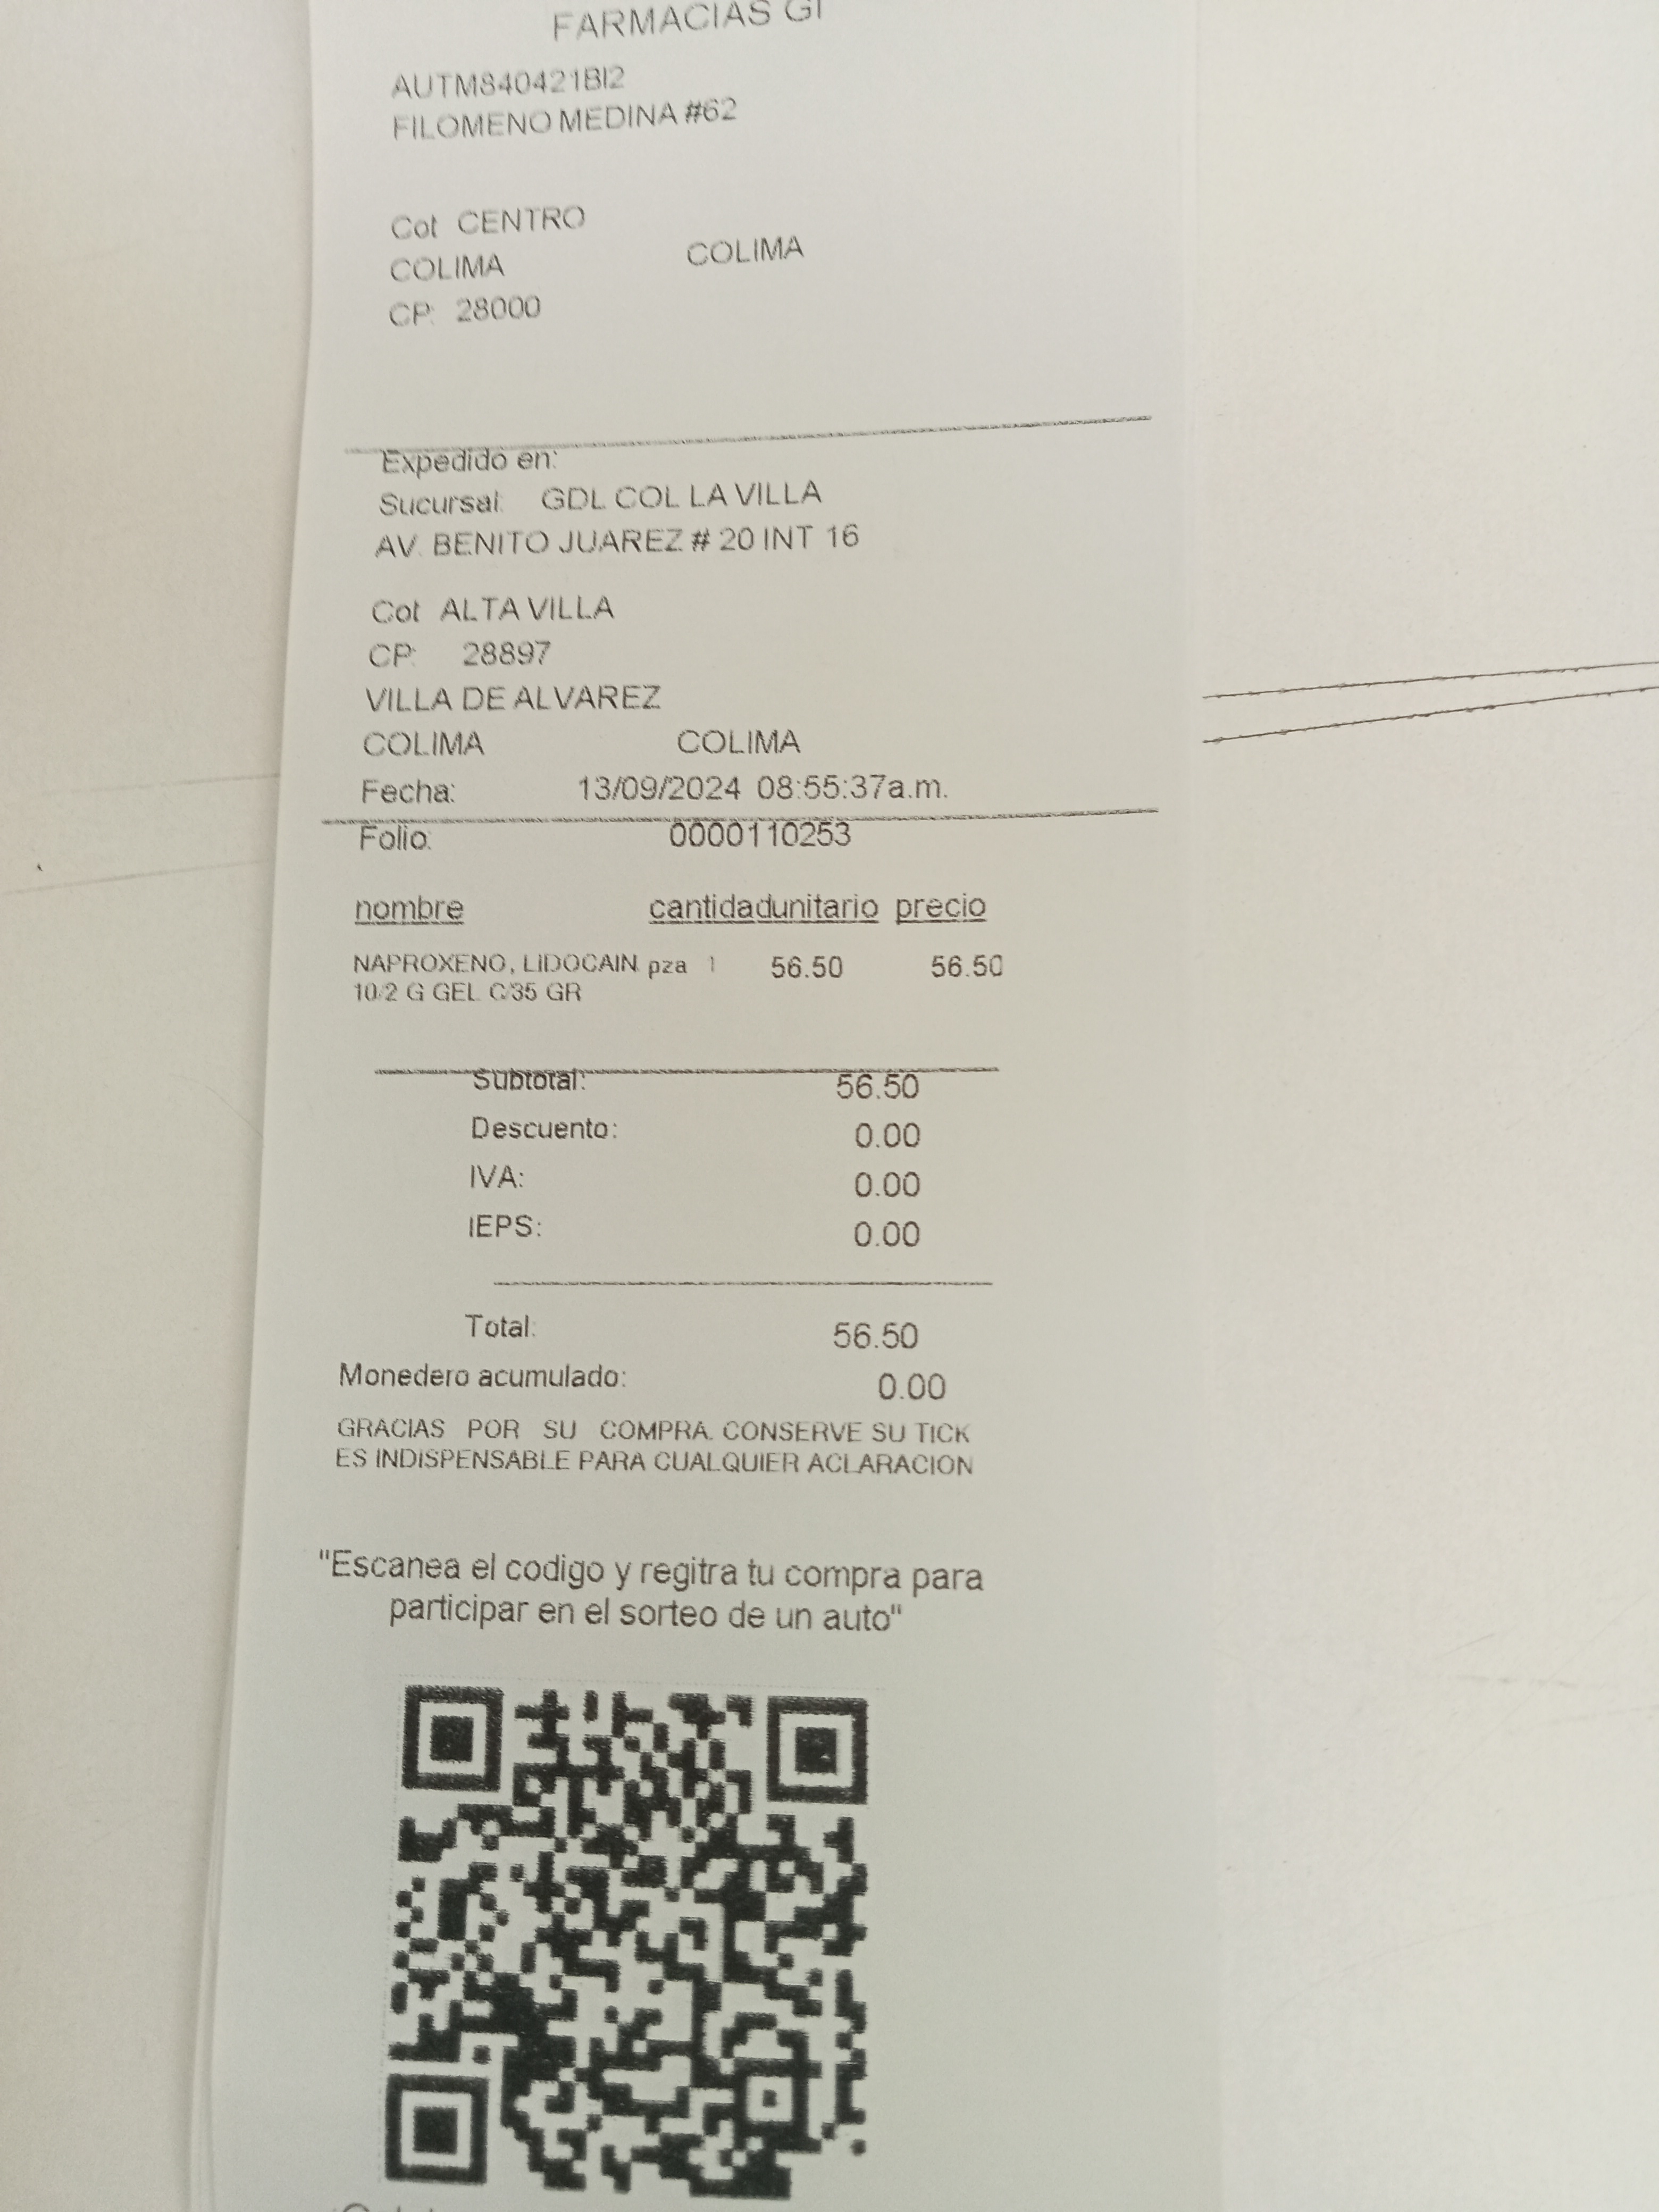 FARMACIAS GI
AUTM840421BI2
FILOMENO MEDINA #62
Col CENTRO
COLIMA COLIMA
CP: 28000
Expedido en:
Sucursal: GDL COL LA VILLA
AV. BENITO JUAREZ # 20 INT 16
Col ALTA VILLA
CP: 28897
VILLA DE ALVAREZ
COLIMA COLIMA
Fecha: 13/09/2024 08:55:37a.m.
Folio: 0000110253
nombre cantidadunitario precio
NAPROXENO, LIDOCAIN pza 1 56.50 56.50
10/2 G GEL C/35 GR
Subtotal: 56.50
Descuento: 0.00
IVA: 0.00
IEPS: 0.00
Total: 56.50
Monedero acumulado: 0.00
GRACIAS POR SU COMPRA. CONSERVE SU TICK
ES INDISPENSABLE PARA CUALQUIER ACLARACION
"Escanea el codigo y regitra tu compra para
participar en el sorteo de un auto"